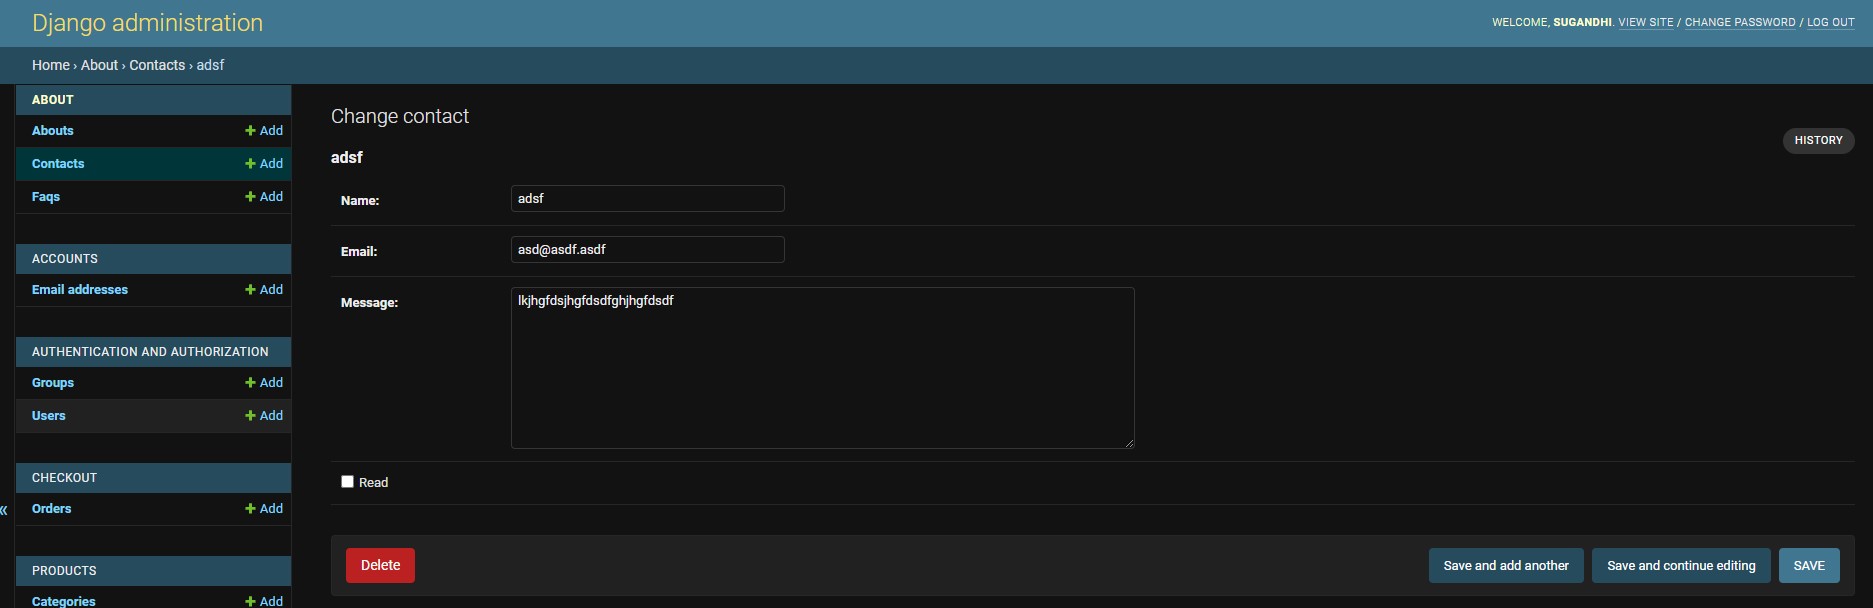 Django administration
WELCOME, SUGANDHI. VIEW SITE / CHANGE PASSWORD / LOG OUT
Home › About › Contacts › adsf
ABOUT
Abouts + Add
Contacts + Add
Faqs + Add
ACCOUNTS
Email addresses + Add
AUTHENTICATION AND AUTHORIZATION
Groups + Add
Users + Add
CHECKOUT
Orders + Add
PRODUCTS
Categories + Add
«
Change contact
HISTORY
adsf
Name: adsf
Email: asd@asdf.asdf
Message: lkjhgfdsjhgfdsdfghjhgfdsdf
Read
Delete
Save and add another
Save and continue editing
SAVE